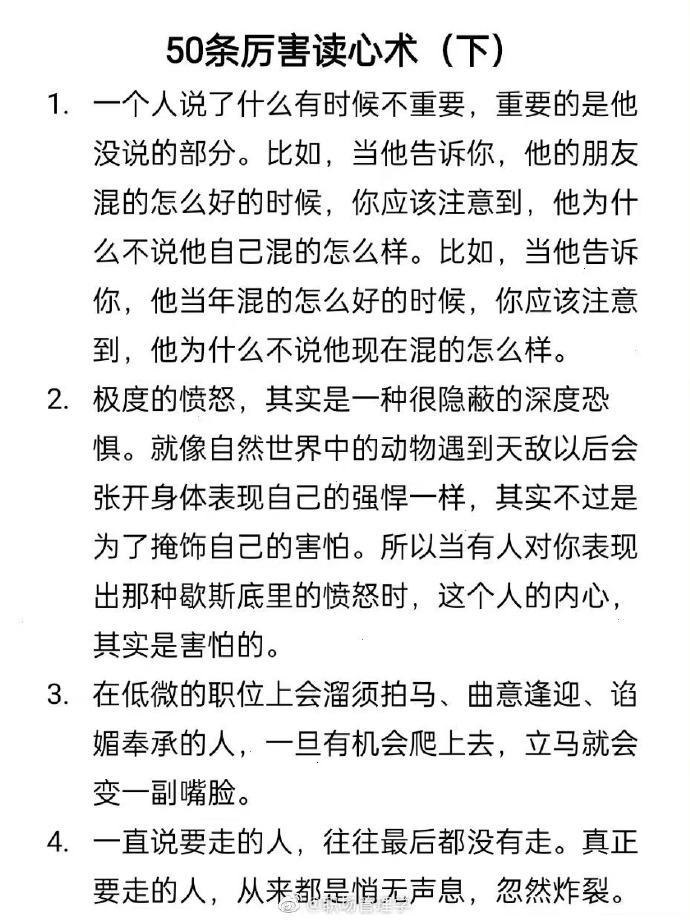 50条厉害读心术（下）
1. 一个人说了什么有时候不重要，重要的是他
没说的部分。比如，当他告诉你，他的朋友
混的怎么好的时候，你应该注意到，他为什
么不说他自己混的怎么样。比如，当他告诉
你，他当年混的怎么好的时候，你应该注意
到，他为什么不说他现在混的怎么样。
2. 极度的愤怒，其实是一种很隐蔽的深度恐
惧。就像自然世界中的动物遇到天敌以后会
张开身体表现自己的强悍一样，其实不过是
为了掩饰自己的害怕。所以当有人对你表现
出那种歇斯底里的愤怒时，这个人的内心，
其实是害怕的。
3. 在低微的职位上会溜须拍马、曲意逢迎、谄
媚奉承的人，一旦有机会爬上去，立马就会
变一副嘴脸。
4. 一直说要走的人，往往最后都没有走。真正
要走的人，从来都是悄无声息，忽然炸裂。
@职场管理学